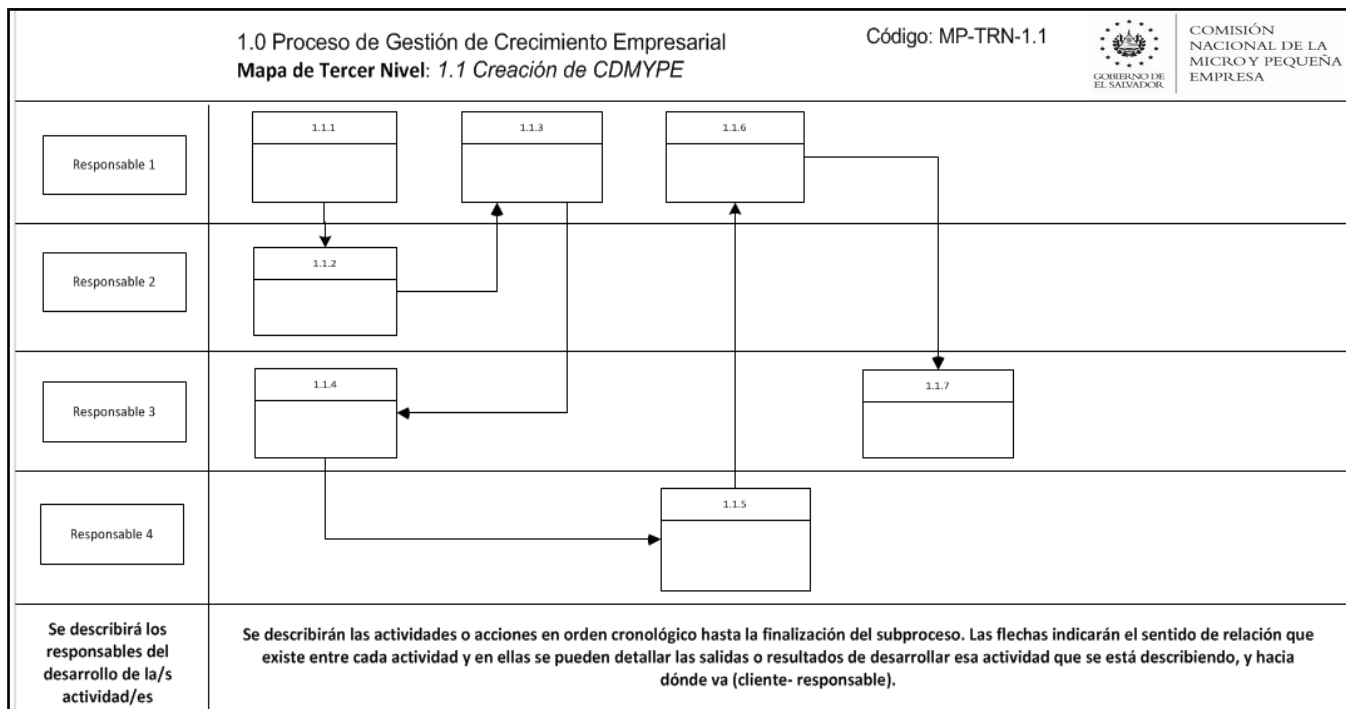 1.0 Proceso de Gestión de Crecimiento Empresarial
Mapa de Tercer Nivel: 1.1 Creación de CDMYPE
Código: MP-TRN-1.1
GOBIERNO DE
EL SALVADOR
COMISIÓN
NACIONAL DE LA
MICRO Y PEQUEÑA
EMPRESA
Responsable 1
1.1.1
1.1.3
1.1.6
Responsable 2
1.1.2
Responsable 3
1.1.4
1.1.7
Responsable 4
1.1.5
Se describirá los
responsables del
desarrollo de la/s
actividad/es
Se describirán las actividades o acciones en orden cronológico hasta la finalización del subproceso. Las flechas indicarán el sentido de relación que
existe entre cada actividad y en ellas se pueden detallar las salidas o resultados de desarrollar esa actividad que se está describiendo, y hacia
dónde va (cliente- responsable).